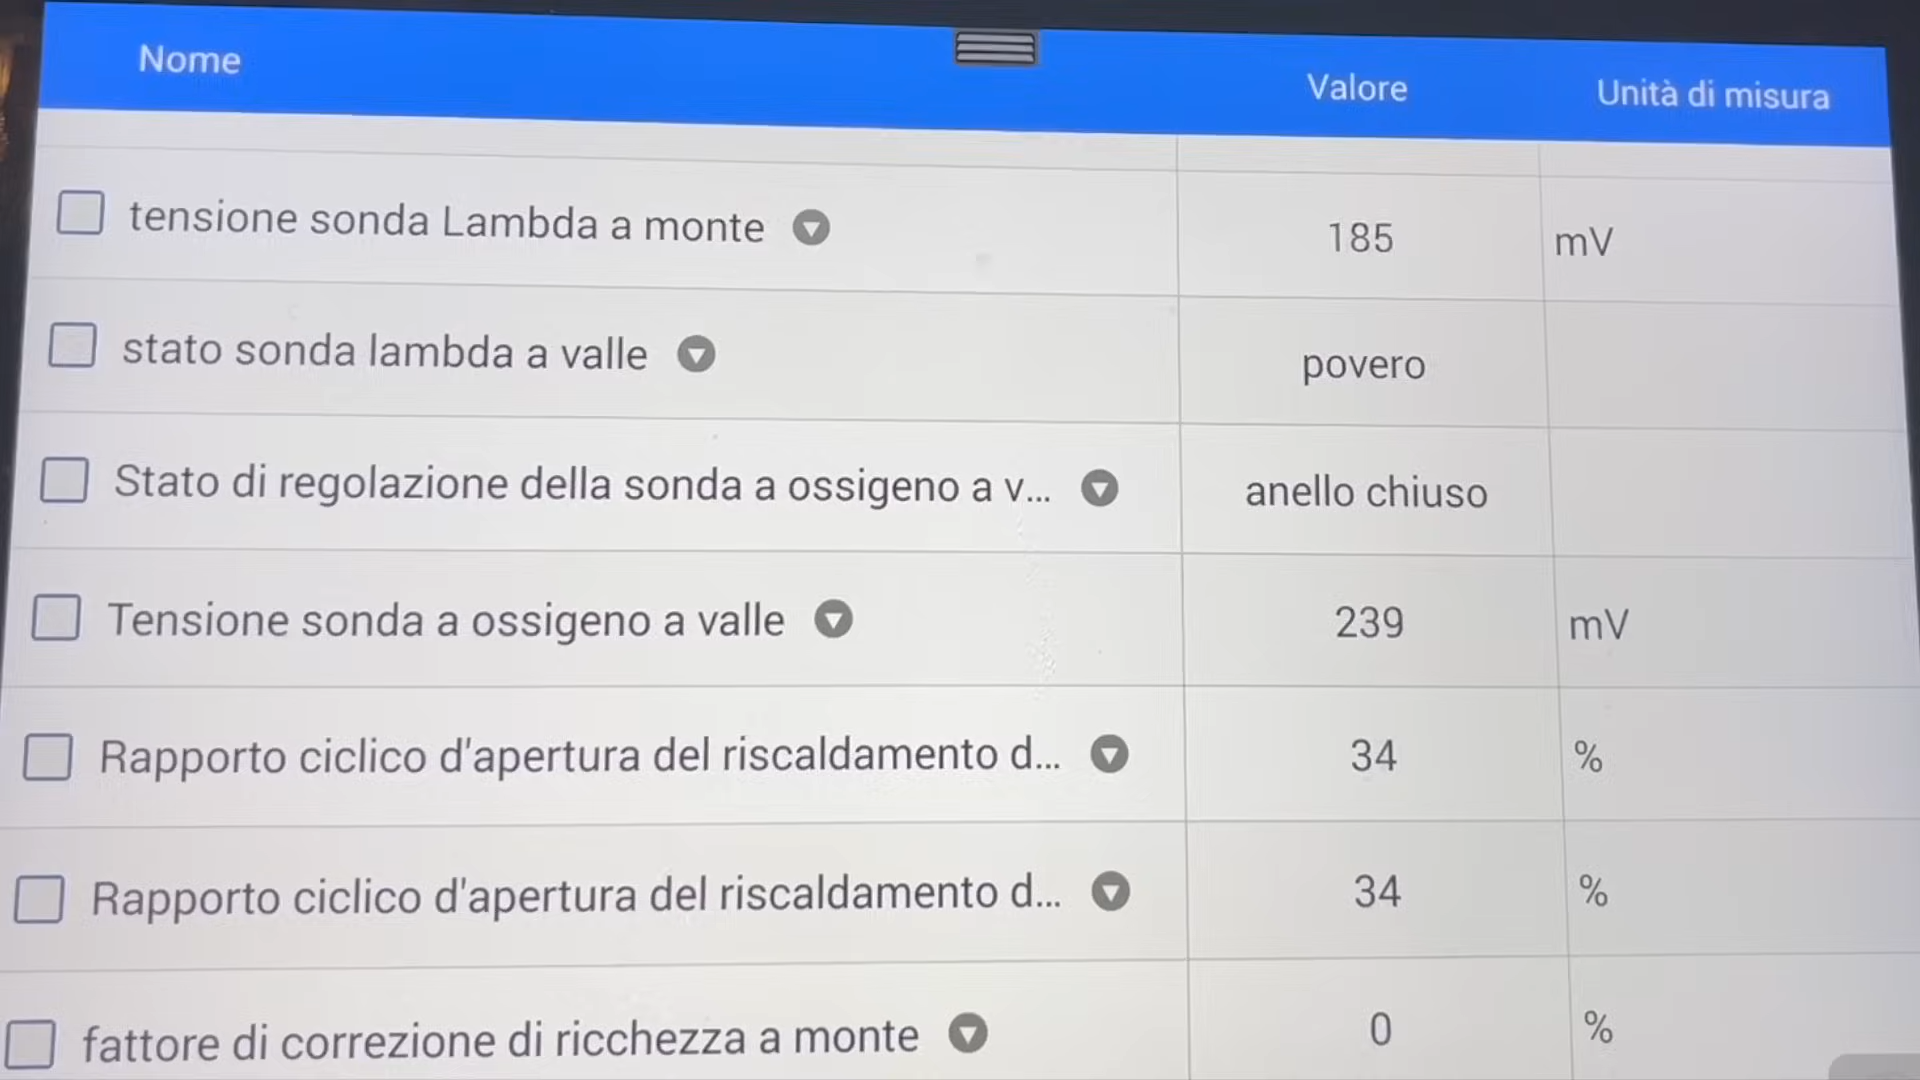 Nome Valore Unità di misura
tensione sonda Lambda a monte 185 mV
stato sonda lambda a valle povero
Stato di regolazione della sonda a ossigeno a v... anello chiuso
Tensione sonda a ossigeno a valle 239 mV
Rapporto ciclico d'apertura del riscaldamento d... 34 %
Rapporto ciclico d'apertura del riscaldamento d... 34 %
fattore di correzione di ricchezza a monte 0 %